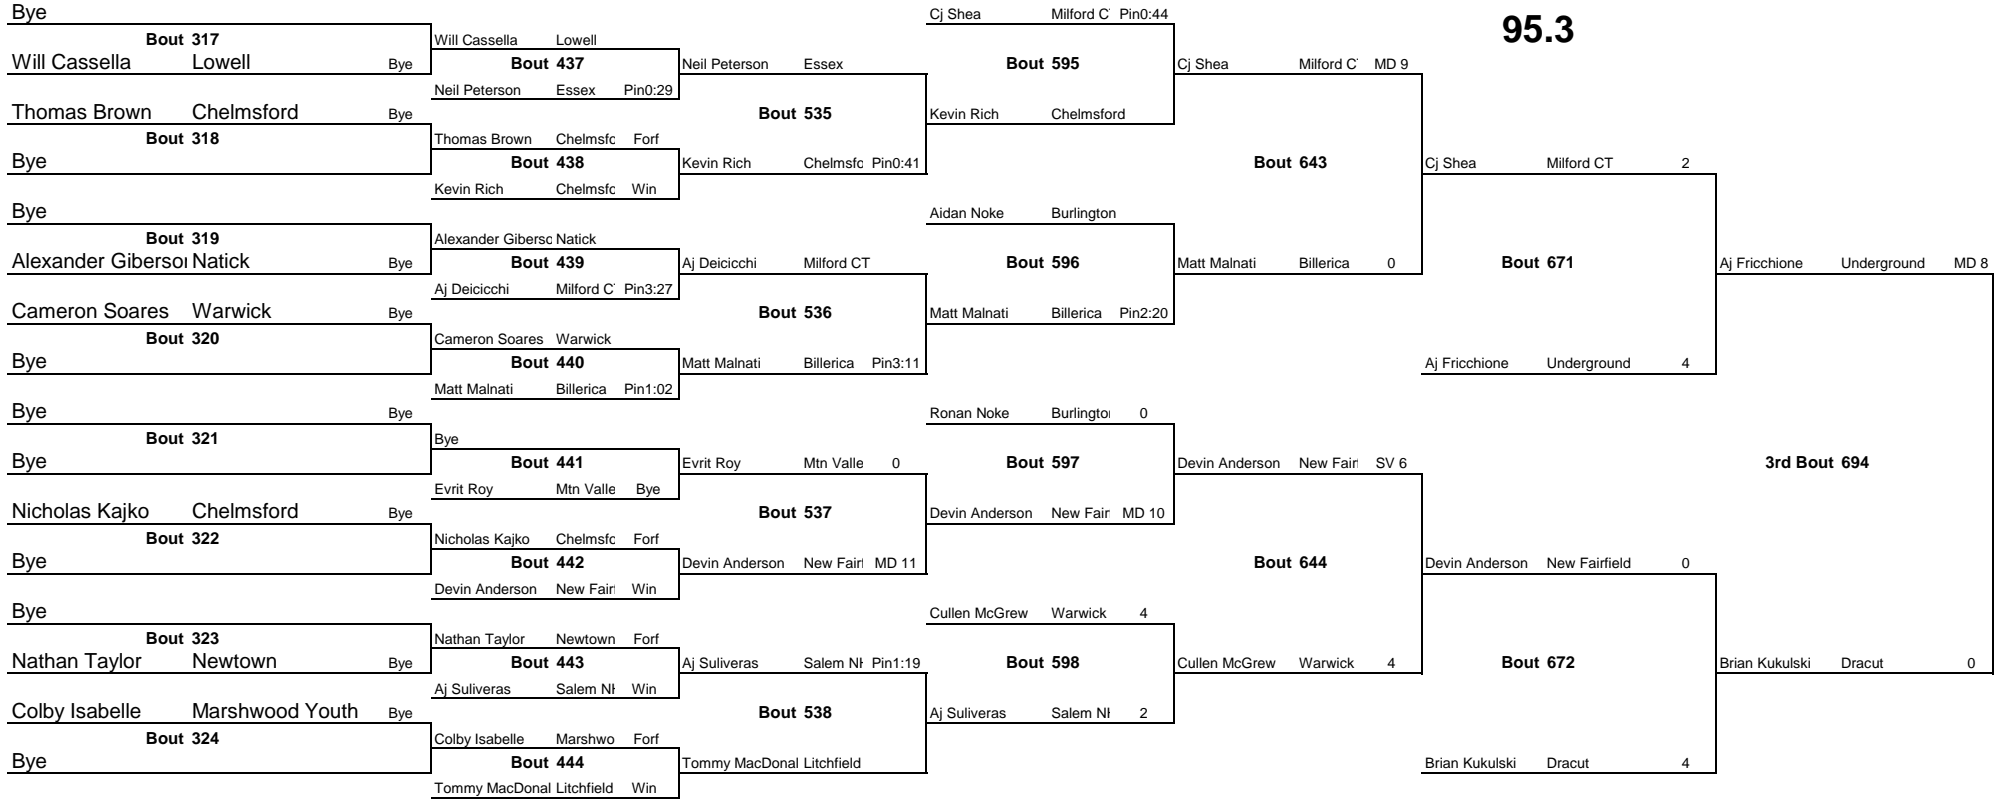 95.3
Bye
Bout 317
Will Cassella Lowell Bye
Thomas Brown Chelmsford Bye
Bout 318
Bye
Bye
Bout 319
Alexander Giberson Natick Bye
Cameron Soares Warwick Bye
Bout 320
Bye
Bye Bye
Bout 321
Bye
Nicholas Kajko Chelmsford Bye
Bout 322
Bye
Bye
Bout 323
Nathan Taylor Newtown Bye
Colby Isabelle Marshwood Youth Bye
Bout 324
Bye
Will Cassella Lowell
Bout 437
Neil Peterson Essex Pin0:29
Thomas Brown Chelmsfc Forf
Bout 438
Kevin Rich Chelmsfc Win
Alexander Giberso Natick
Bout 439
Aj Deicicchi Milford C Pin3:27
Cameron Soares Warwick
Bout 440
Matt Malnati Billerica Pin1:02
Bye
Bout 441
Evrit Roy Mtn Valle Bye
Nicholas Kajko Chelmsfc Forf
Bout 442
Devin Anderson New Fairf Win
Nathan Taylor Newtown Forf
Bout 443
Aj Suliveras Salem NH Win
Colby Isabelle Marshwo Forf
Bout 444
Tommy MacDonal Litchfield Win
Neil Peterson Essex
Bout 535
Kevin Rich Chelmsfc Pin0:41
Aj Deicicchi Milford CT
Bout 536
Matt Malnati Billerica Pin3:11
Evrit Roy Mtn Valle 0
Bout 537
Devin Anderson New Fairf MD 11
Aj Suliveras Salem NH Pin1:19
Bout 538
Tommy MacDonal Litchfield
Cj Shea Milford C Pin0:44
Bout 595
Kevin Rich Chelmsford
Aidan Noke Burlington
Bout 596
Matt Malnati Billerica Pin2:20
Ronan Noke Burlingto 0
Bout 597
Devin Anderson New Fair MD 10
Cullen McGrew Warwick 4
Bout 598
Aj Suliveras Salem NH 2
Cj Shea Milford C MD 9
Bout 643
Matt Malnati Billerica 0
Devin Anderson New Fairf SV 6
Bout 644
Cullen McGrew Warwick 4
Cj Shea Milford CT 2
Bout 671
Aj Fricchione Underground 4
Devin Anderson New Fairfield 0
Bout 672
Brian Kukulski Dracut 4
Aj Fricchione Underground MD 8
3rd Bout 694
Brian Kukulski Dracut 0